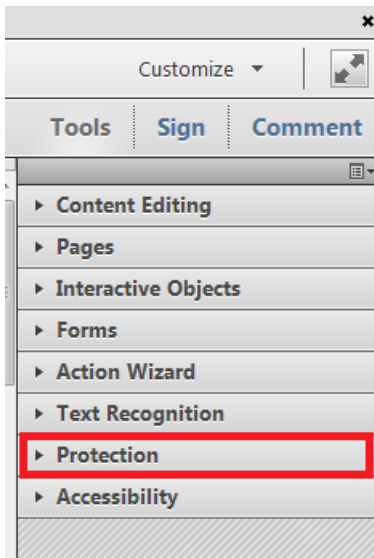 Customize
Tools Sign Comment
Content Editing
Pages
Interactive Objects
Forms
Action Wizard
Text Recognition
Protection
Accessibility